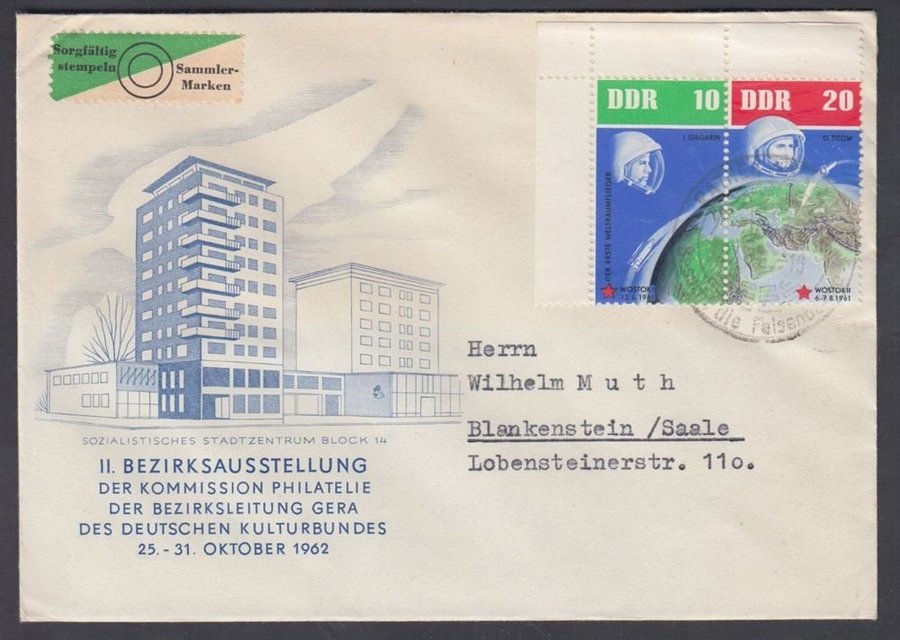 Sorgfältig
stempeln
Sammler-
Marken
DDR 10
J. GAGARIN
DER ERSTE WELTRAUMFLIEGER
WOSTOK I
12.4.1961
DDR 20
G. TITOW
WOSTOK II
6.-7.8.1961
die Felsenb
Herrn
Wilhelm Muth
Blankenstein /Saale
Lobensteinerstr. 11o.
SOZIALISTISCHES STADTZENTRUM BLOCK 14
II. BEZIRKSAUSSTELLUNG
DER KOMMISSION PHILATELIE
DER BEZIRKSLEITUNG GERA
DES DEUTSCHEN KULTURBUNDES
25.-31. OKTOBER 1962